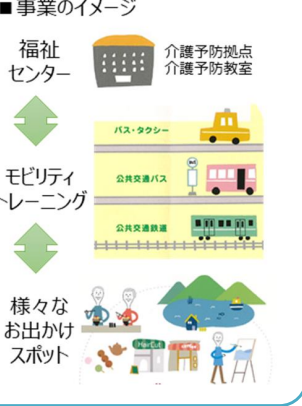 ■ 事業のイメージ
福祉
センター
介護予防拠点
介護予防教室
バス・タクシー
モビリティ
トレーニング
公共交通バス
公共交通鉄道
様々な
お出かけ
スポット
HairCut